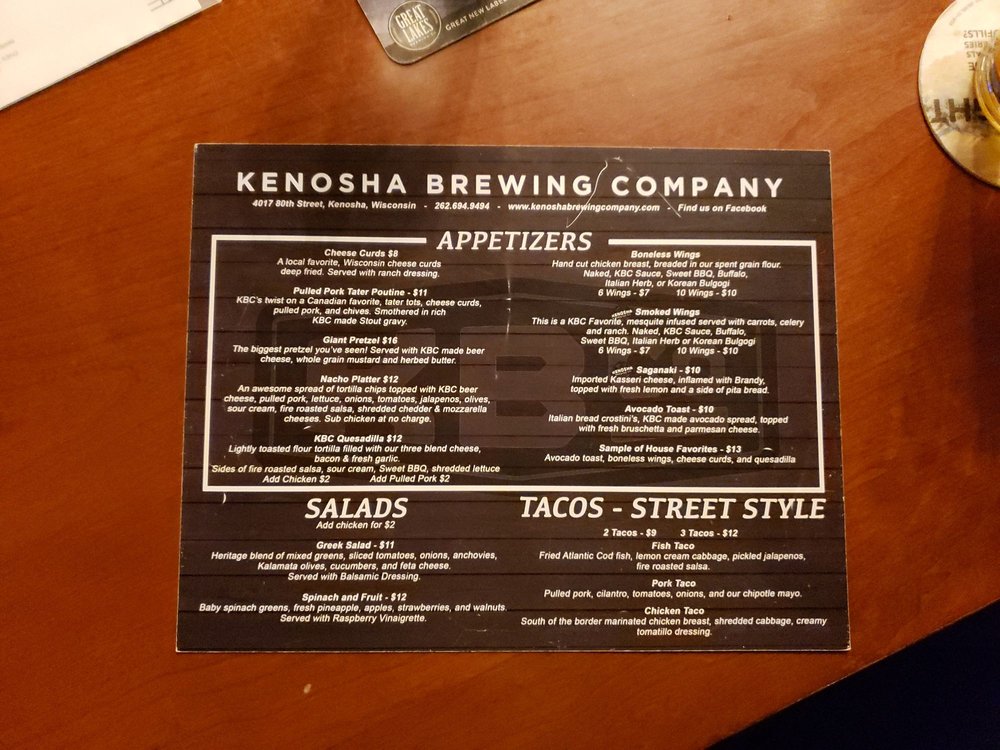 GREAT
LAKES
GREAT NEW LABEL
KENOSHA BREWING COMPANY
4017 80th Street, Kenosha, Wisconsin - 262.694.9494 - www.kenoshabrewingcompany.com - Find us on Facebook
APPETIZERS
Cheese Curds $8
A local favorite, Wisconsin cheese curds
deep fried. Served with ranch dressing.
Pulled Pork Tater Poutine - $11
KBC's twist on a Canadian favorite, tater tots, cheese curds,
pulled pork, and chives. Smothered in rich
KBC made Stout gravy.
Giant Pretzel $16
The biggest pretzel you've seen! Served with KBC made beer
cheese, whole grain mustard and herbed butter.
Nacho Platter $12
An awesome spread of tortilla chips topped with KBC beer
cheese, pulled pork, lettuce, onions, tomatoes, jalapenos, olives,
sour cream, fire roasted salsa, shredded chedder & mozzarella
cheeses. Sub chicken at no charge.
KBC Quesadilla $12
Lightly toasted flour tortilla filled with our three blend cheese,
bacon & fresh garlic.
Sides of fire roasted salsa, sour cream, Sweet BBQ, shredded lettuce
Add Chicken $2 Add Pulled Pork $2
Boneless Wings
Hand cut chicken breast, breaded in our spent grain flour.
Naked, KBC Sauce, Sweet BBQ, Buffalo,
Italian Herb, or Korean Bulgogi
6 Wings - $7 10 Wings - $10
KENOSHA Smoked Wings
This is a KBC Favorite, mesquite infused served with carrots, celery
and ranch. Naked, KBC Sauce, Buffalo,
Sweet BBQ, Italian Herb or Korean Bulgogi
6 Wings - $7 10 Wings - $10
KENOSHA Saganaki - $10
Imported Kasseri cheese, inflamed with Brandy,
topped with fresh lemon and a side of pita bread.
Avocado Toast - $10
Italian bread crostini's, KBC made avocado spread, topped
with fresh bruschetta and parmesan cheese.
Sample of House Favorites - $13
Avocado toast, boneless wings, cheese curds, and quesadilla
SALADS
Add chicken for $2
Greek Salad - $11
Heritage blend of mixed greens, sliced tomatoes, onions, anchovies,
Kalamata olives, cucumbers, and feta cheese.
Served with Balsamic Dressing.
Spinach and Fruit - $12
Baby spinach greens, fresh pineapple, apples, strawberries, and walnuts.
Served with Raspberry Vinaigrette.
TACOS - STREET STYLE
2 Tacos - $9 3 Tacos - $12
Fish Taco
Fried Atlantic Cod fish, lemon cream cabbage, pickled jalapenos,
fire roasted salsa.
Pork Taco
Pulled pork, cilantro, tomatoes, onions, and our chipotle mayo.
Chicken Taco
South of the border marinated chicken breast, shredded cabbage, creamy
tomatillo dressing.